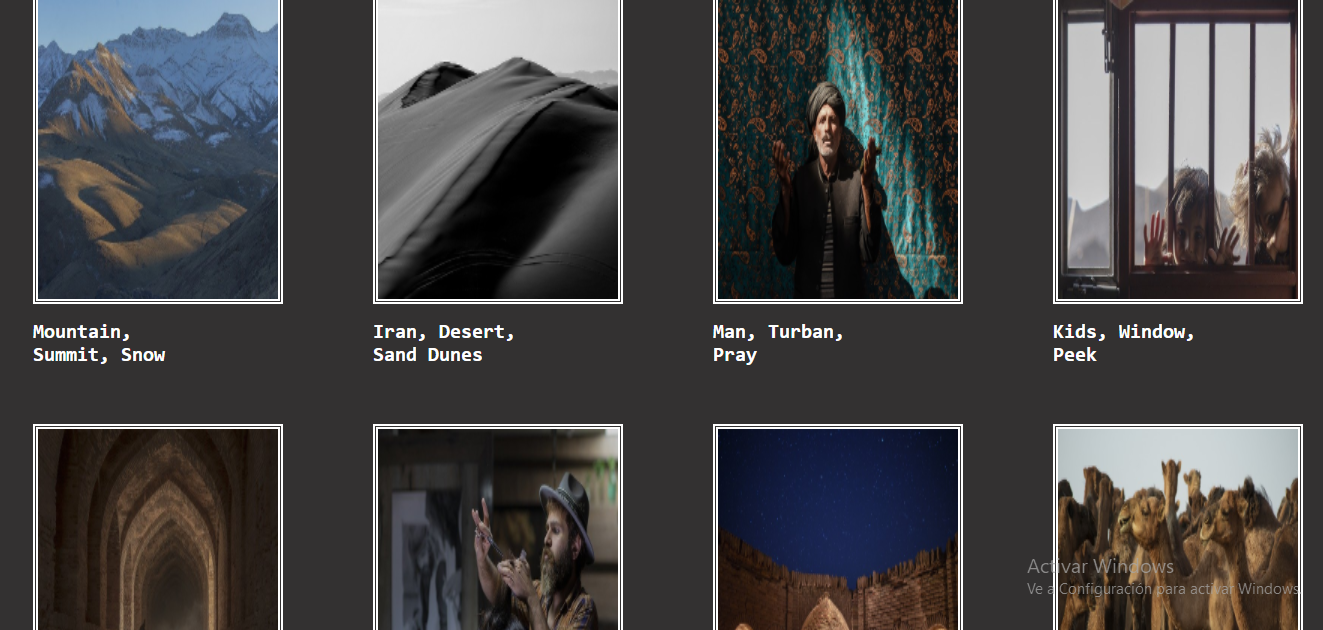 Mountain,
Summit, Snow
Iran, Desert,
Sand Dunes
Man, Turban,
Pray
Kids, Window,
Peek
Activar Windows
Ve a Configuración para activar Windows.